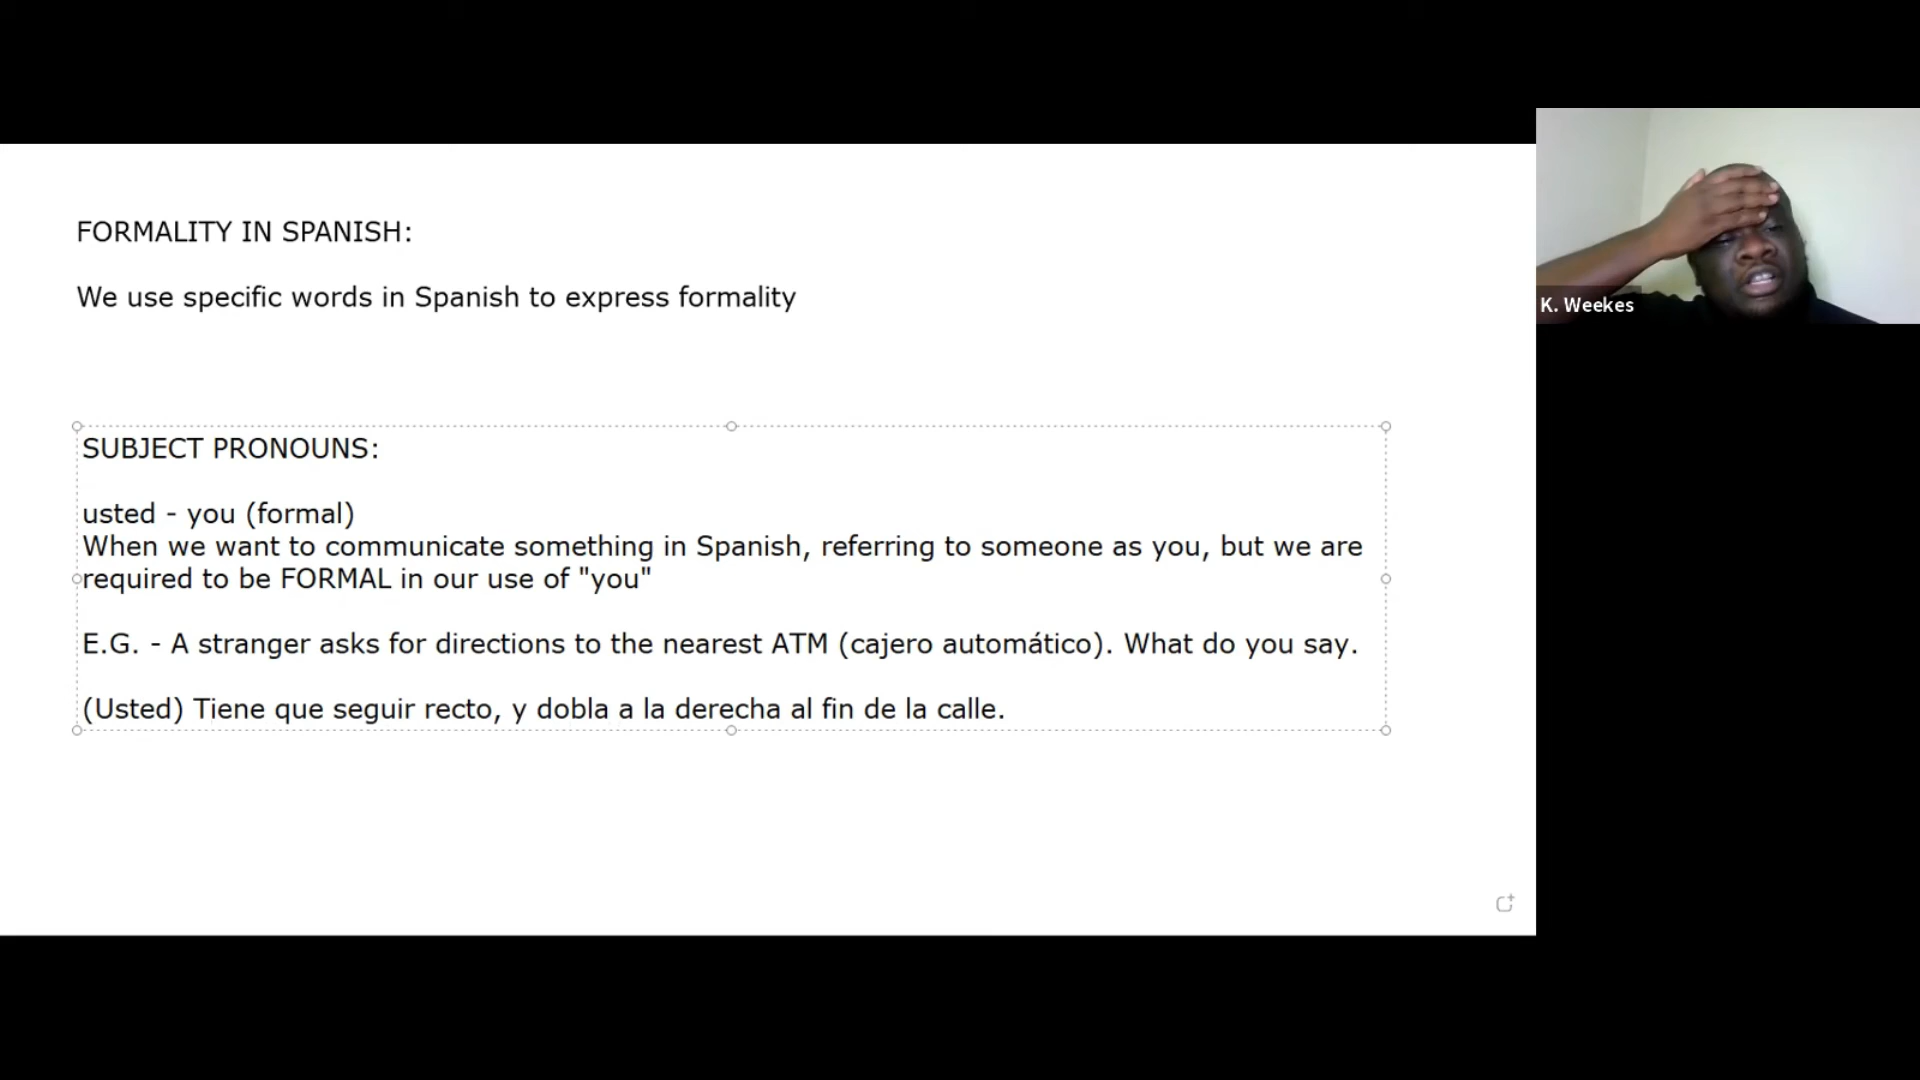 FORMALITY IN SPANISH:
We use specific words in Spanish to express formality
K. Weekes
SUBJECT PRONOUNS:
usted - you (formal)
When we want to communicate something in Spanish, referring to someone as you, but we are
required to be FORMAL in our use of "you"
E.G. - A stranger asks for directions to the nearest ATM (cajero automático). What do you say.
(Usted) Tiene que seguir recto, y dobla a la derecha al fin de la calle.